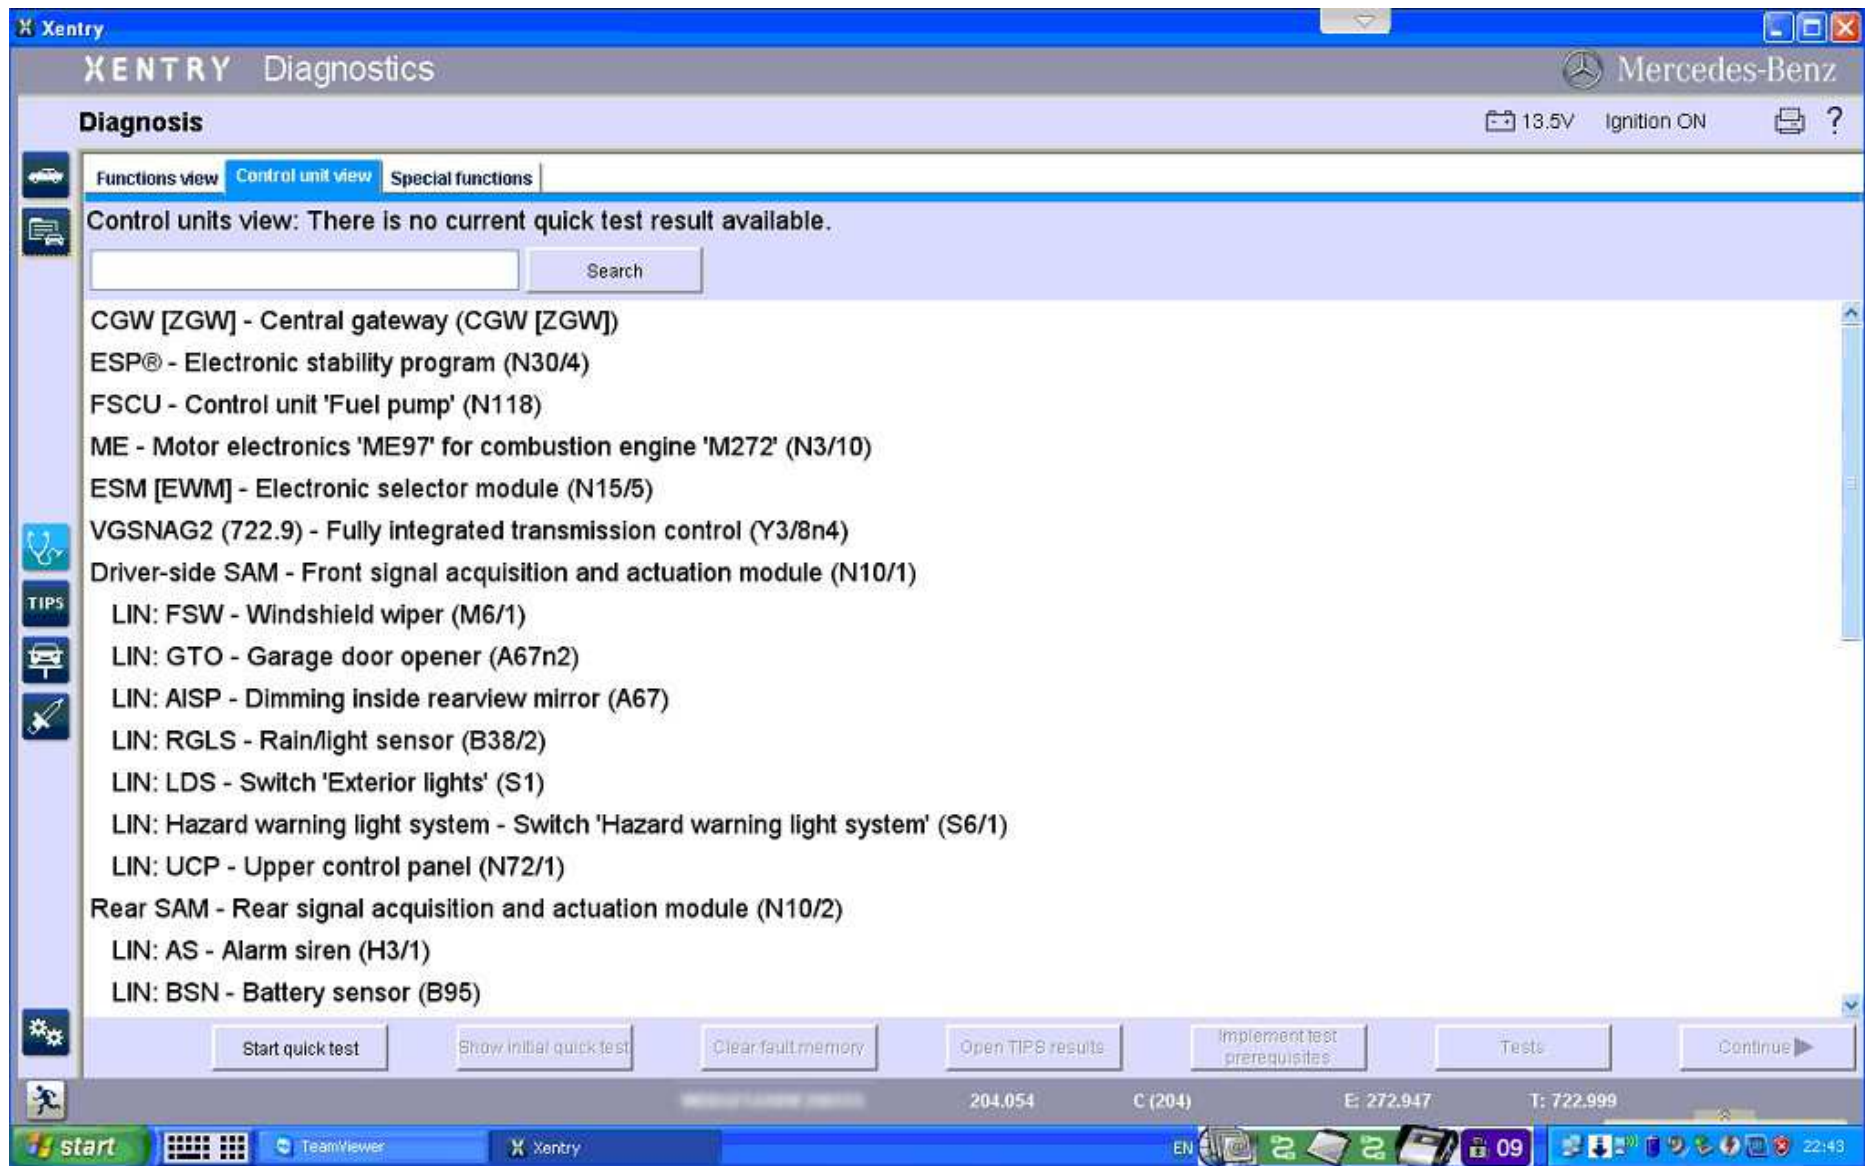 Xentry
XENTRY Diagnostics
Mercedes-Benz
Diagnosis
13.5V Ignition ON ?
Functions view Control unit view Special functions
Control units view: There is no current quick test result available.
Search
CGW [ZGW] - Central gateway (CGW [ZGW])
ESP® - Electronic stability program (N30/4)
FSCU - Control unit 'Fuel pump' (N118)
ME - Motor electronics 'ME97' for combustion engine 'M272' (N3/10)
ESM [EWM] - Electronic selector module (N15/5)
VGSNAG2 (722.9) - Fully integrated transmission control (Y3/8n4)
Driver-side SAM - Front signal acquisition and actuation module (N10/1)
LIN: FSW - Windshield wiper (M6/1)
LIN: GTO - Garage door opener (A67n2)
LIN: AISP - Dimming inside rearview mirror (A67)
LIN: RGLS - Rain/light sensor (B38/2)
LIN: LDS - Switch 'Exterior lights' (S1)
LIN: Hazard warning light system - Switch 'Hazard warning light system' (S6/1)
LIN: UCP - Upper control panel (N72/1)
Rear SAM - Rear signal acquisition and actuation module (N10/2)
LIN: AS - Alarm siren (H3/1)
LIN: BSN - Battery sensor (B95)
TIPS
Start quick test
Show initial quick test
Clear fault memory
Open TIPS results
Implement test
prerequisites
Tests
Continue
204.054 C (204) E: 272.947 T: 722.999
start TeamViewer Xentry EN 09 22:43